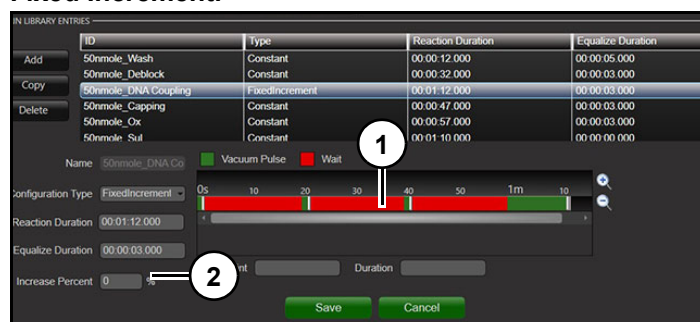 IN LIBRARY ENTRIES
ID Type Reaction Duration Equalize Duration
Add
Copy
Delete
50nmole_Wash Constant 00:00:12.000 00:00:05.000
50nmole_Deblock Constant 00:00:32.000 00:00:03.000
50nmole_DNA Coupling FixedIncrement 00:01:12.000 00:00:03.000
50nmole_Capping Constant 00:00:47.000 00:00:03.000
50nmole_Ox Constant 00:00:57.000 00:00:03.000
50nmole_Sul Constant 00:01:10.000 00:00:00.000
1
Name 50nmole_DNA Co
Vacuum Pulse Wait
Configuration Type FixedIncrement
0s 10 20 30 40 50 1m 10
Reaction Duration 00:01:12.000
Equalize Duration 00:00:03.000
Duration
Increase Percent 0 %
2
Save Cancel